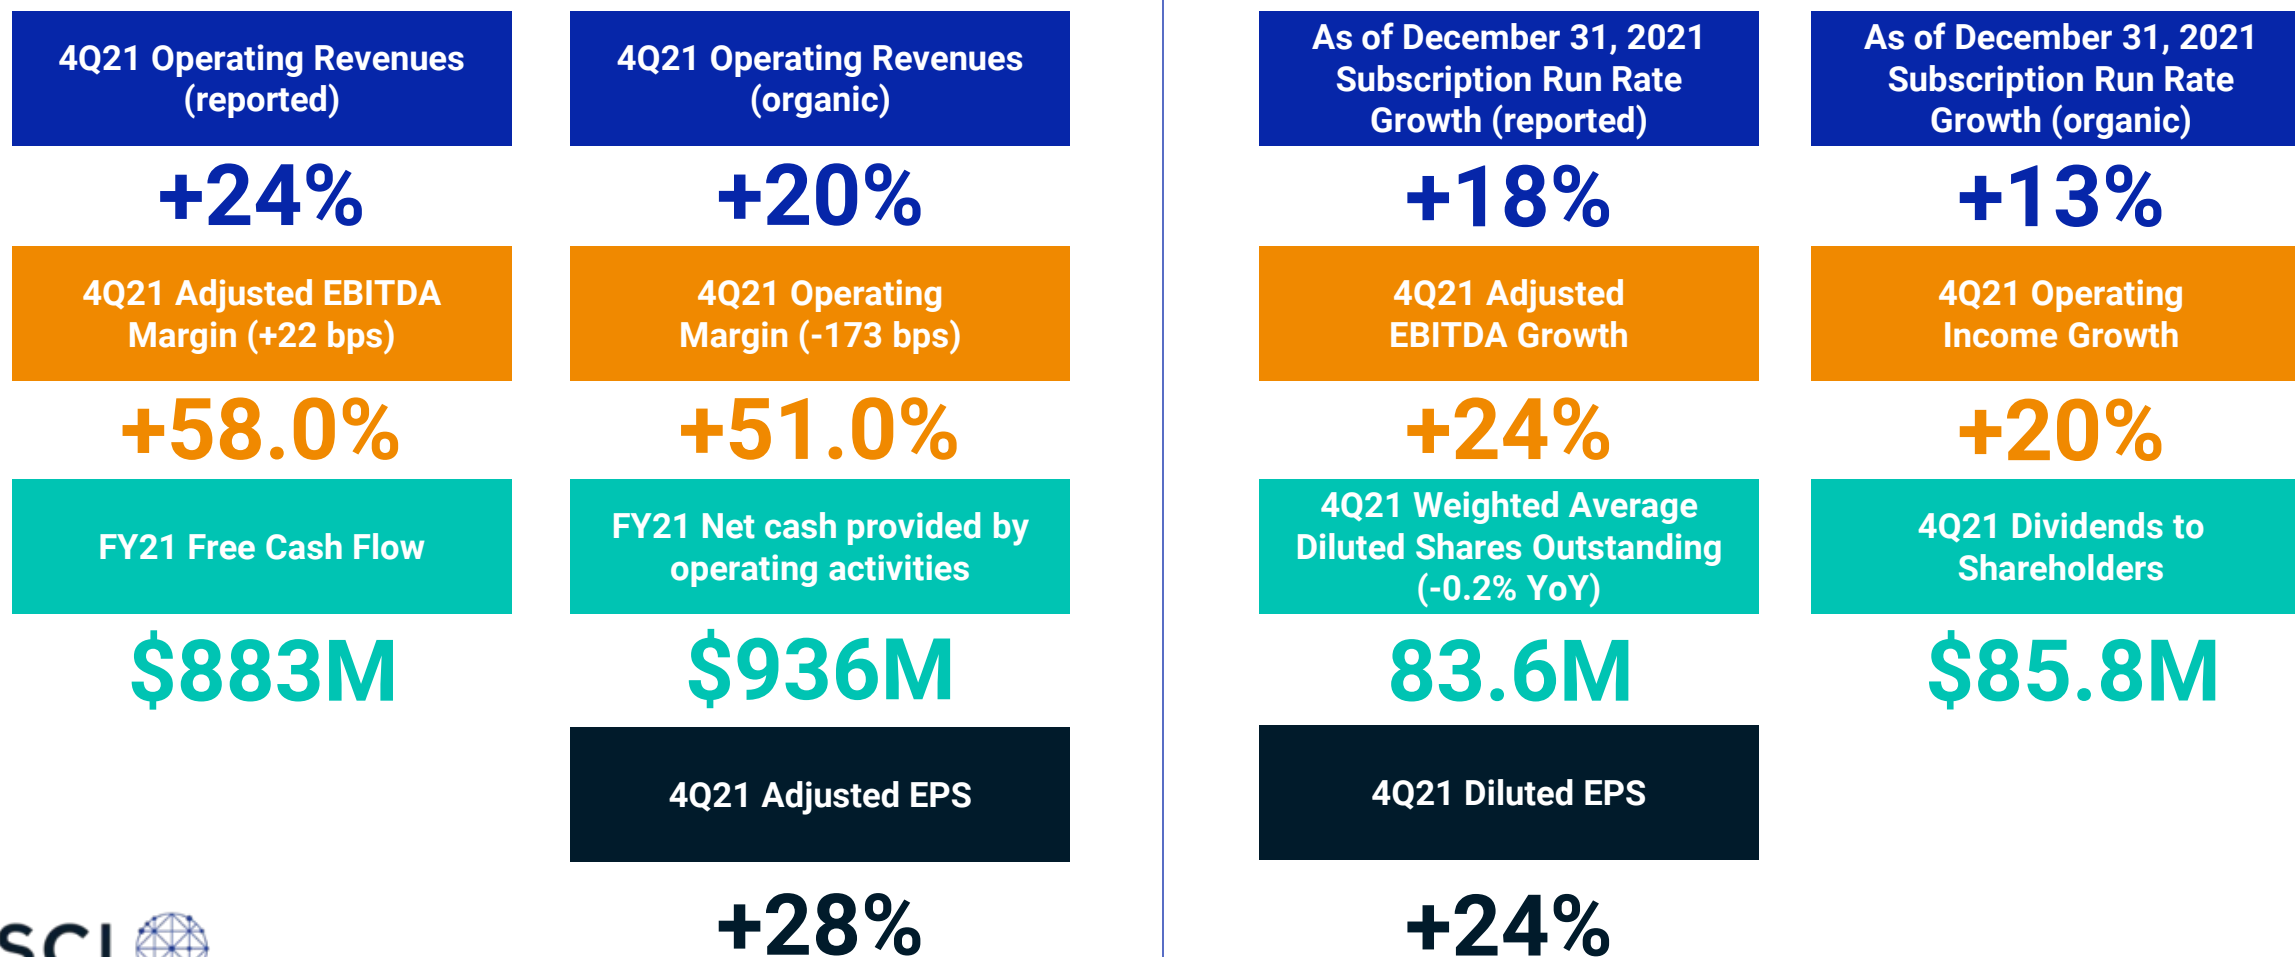 4Q21 Operating Revenues
(reported)
+24%
4Q21 Operating Revenues
(organic)
+20%
As of December 31, 2021
Subscription Run Rate
Growth (reported)
+18%
As of December 31, 2021
Subscription Run Rate
Growth (organic)
+13%
4Q21 Adjusted EBITDA
Margin (+22 bps)
+58.0%
4Q21 Operating
Margin (-173 bps)
+51.0%
4Q21 Adjusted
EBITDA Growth
+24%
4Q21 Operating
Income Growth
+20%
FY21 Free Cash Flow
$883M
FY21 Net cash provided by
operating activities
$936M
4Q21 Weighted Average
Diluted Shares Outstanding
(-0.2% YoY)
83.6M
4Q21 Dividends to
Shareholders
$85.8M
4Q21 Adjusted EPS
+28%
4Q21 Diluted EPS
+24%
SCI